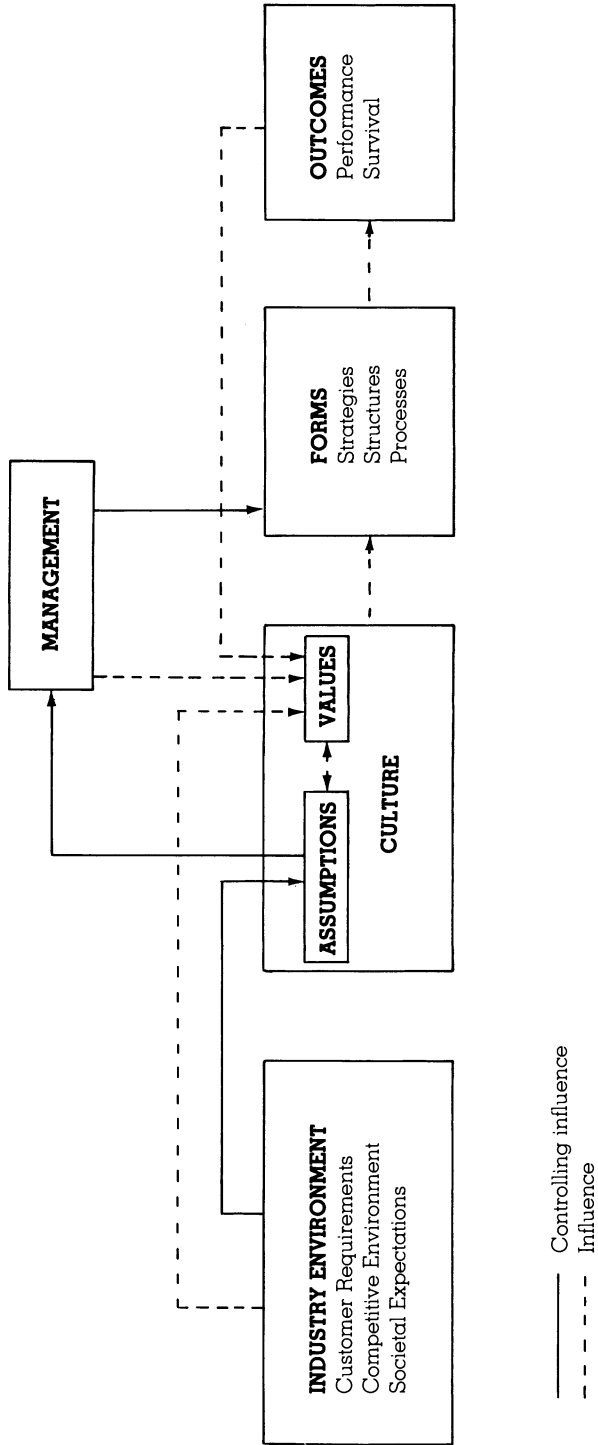 MANAGEMENT
INDUSTRY ENVIRONMENT
Customer Requirements
Competitive Environment
Societal Expectations
ASSUMPTIONS
VALUES
CULTURE
FORMS
Strategies
Structures
Processes
OUTCOMES
Performance
Survival
Controlling influence
Influence